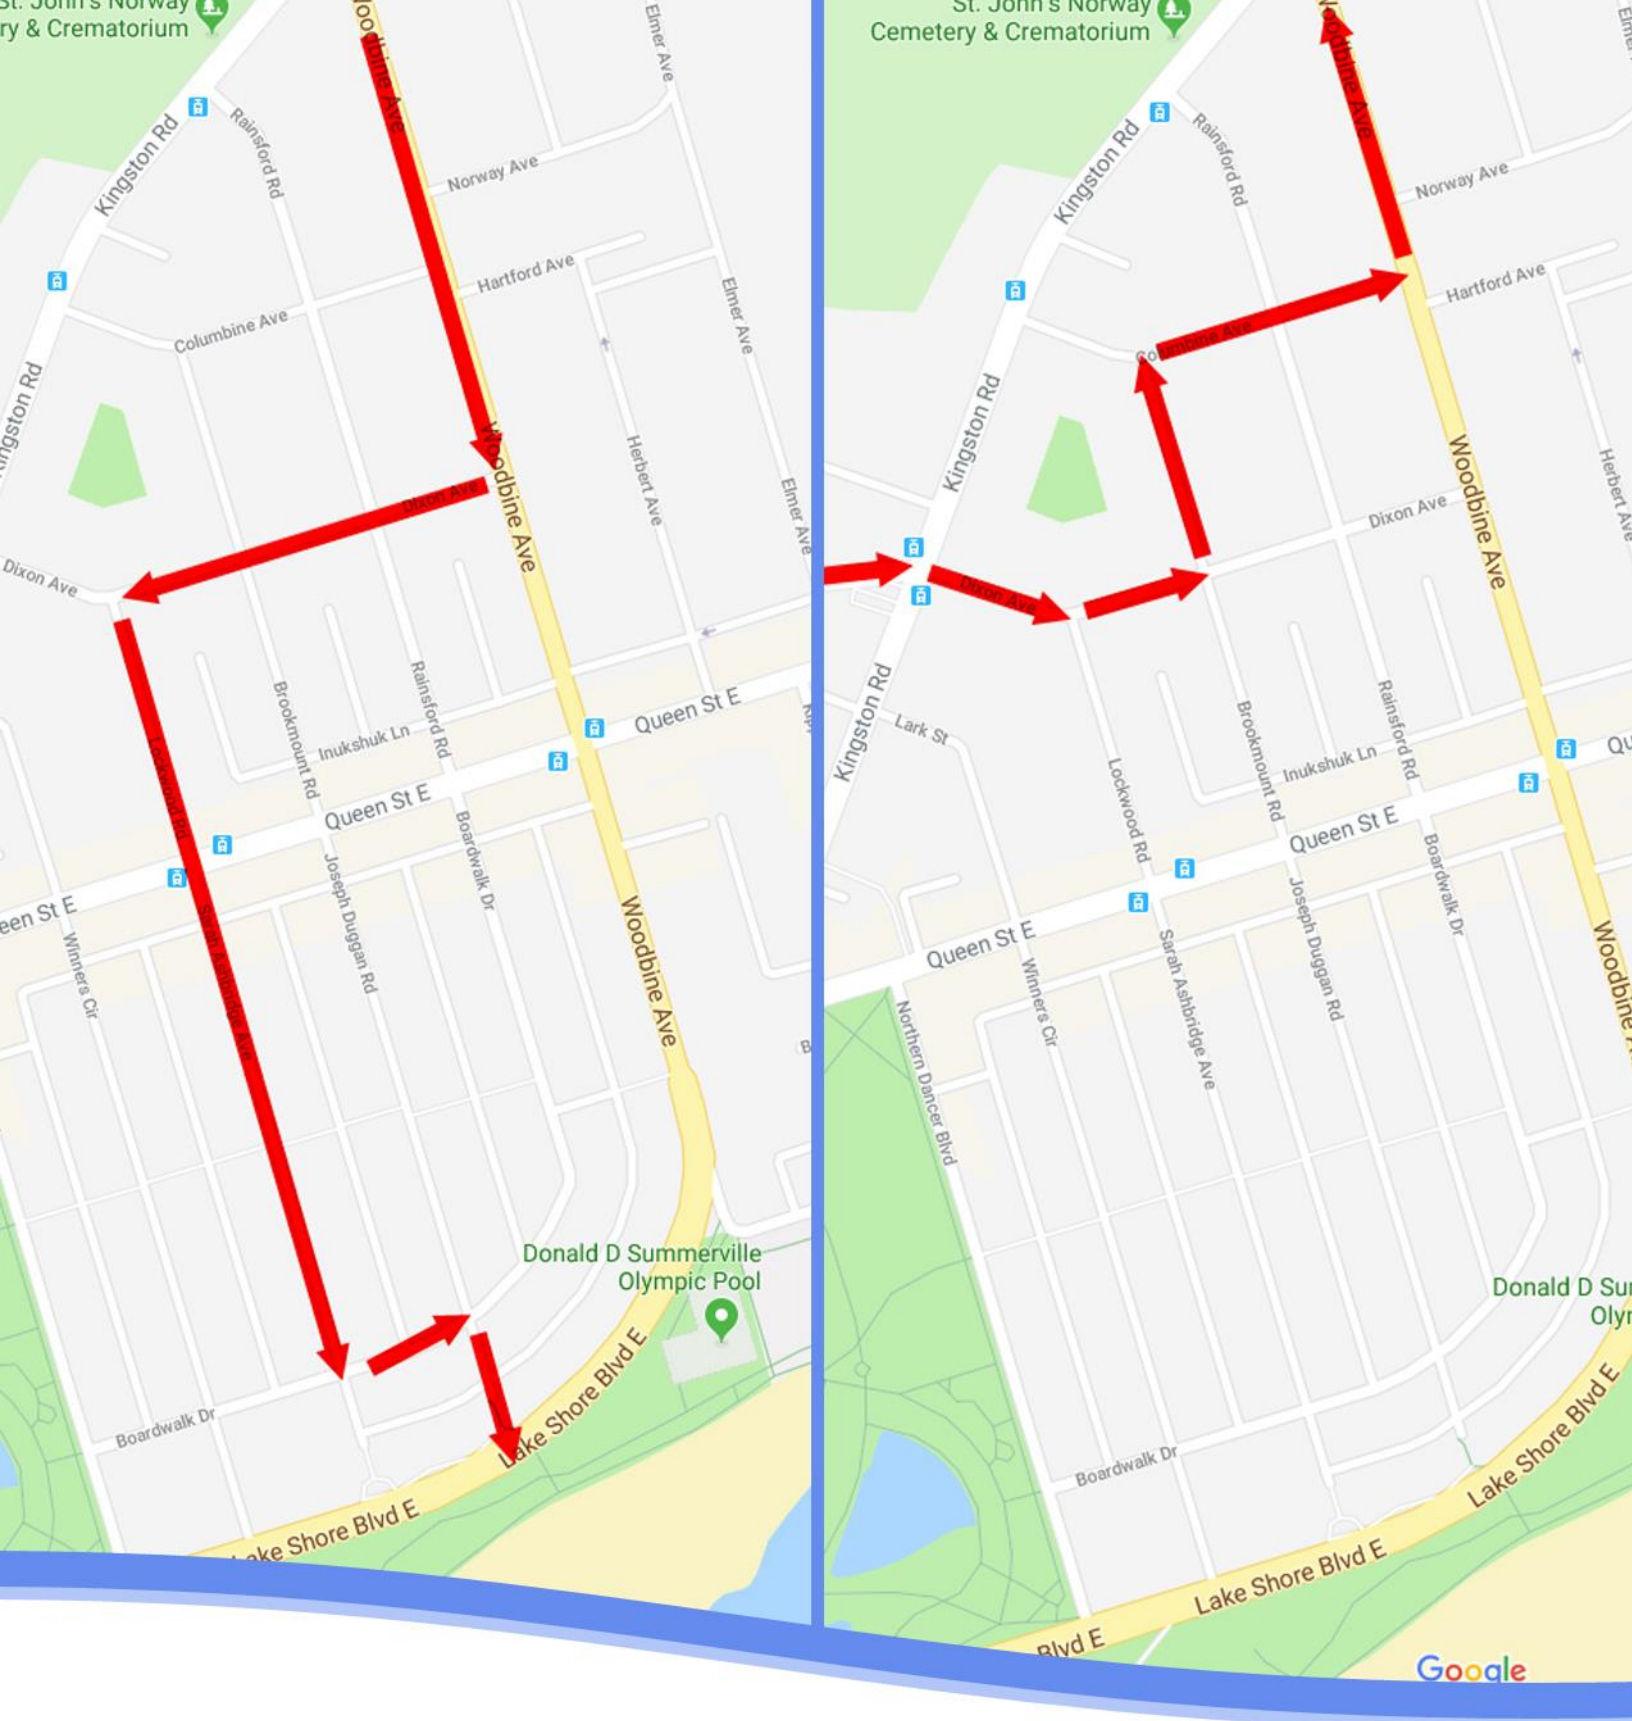 St. John's Norway
ry & Crematorium
Woodbine Ave
Elmer Ave
Kingston Rd
Rainsford Rd
Norway Ave
Hartford Ave
Columbine Ave
Elmer Ave
Kingston Rd
Woodbine Ave
Herbert Ave
Dixon Ave
Elmer Ave
Dixon Ave
Rainsford Rd
Brookmount Rd
Queen St E
Inukshuk Ln
Lockwood Rd
Queen St E
Boardwalk Dr
Joseph Duggan Rd
een St E
Sarah Ashbridge Ave
Woodbine Ave
Winners Cir
Donald D Summerville
Olympic Pool
Boardwalk Dr
Lake Shore Blvd E
Lake Shore Blvd E
St. John's Norway
Cemetery & Crematorium
Woodbine Ave
Elmer
Kingston Rd
Rainsford Rd
Norway Ave
Hartford Ave
Columbine Ave
Kingston Rd
Woodbine Ave
Herbert Ave
Dixon Ave
Dixon Ave
Kingston Rd
Lark St
Rainsford Rd
Brookmount Rd
Inukshuk Ln
Qu
Lockwood Rd
Queen St E
Boardwalk Dr
Joseph Duggan Rd
Queen St E
Sarah Ashbridge Ave
Woodbine A
Winners Cir
Northern Dancer Blvd
Donald D Su
Oly
Boardwalk Dr
Lake Shore Blvd E
Lake Shore Blvd E
Blvd E
Google